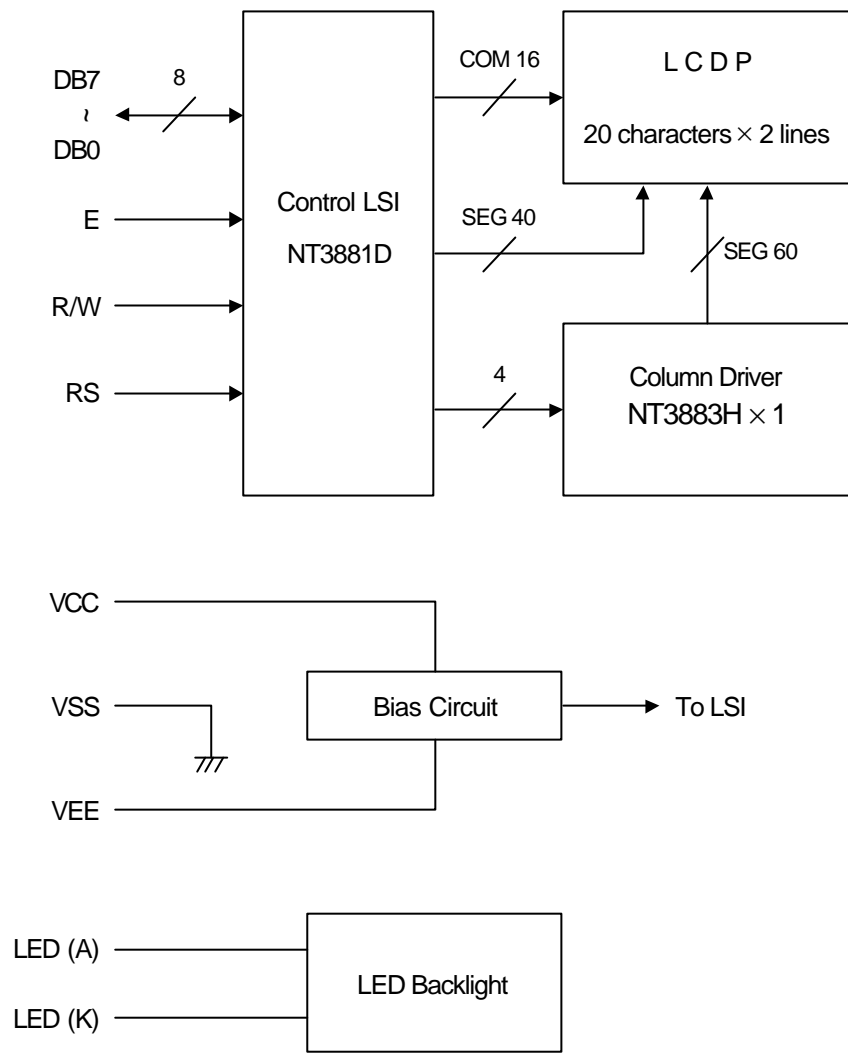 DB7
~
DB0
8
E
R/W
RS
Control LSI
NT3881D
COM 16
SEG 40
4
L C D P
20 characters × 2 lines
SEG 60
Column Driver
NT3883H × 1
VCC
VSS
VEE
Bias Circuit
To LSI
LED (A)
LED (K)
LED Backlight